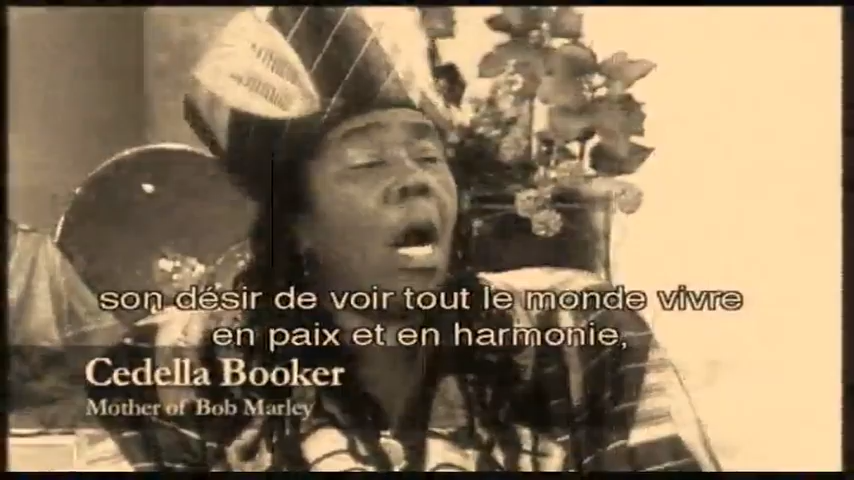 son désir de voir tout le monde vivre
en paix et en harmonie,
Cedella Booker
Mother of Bob Marley